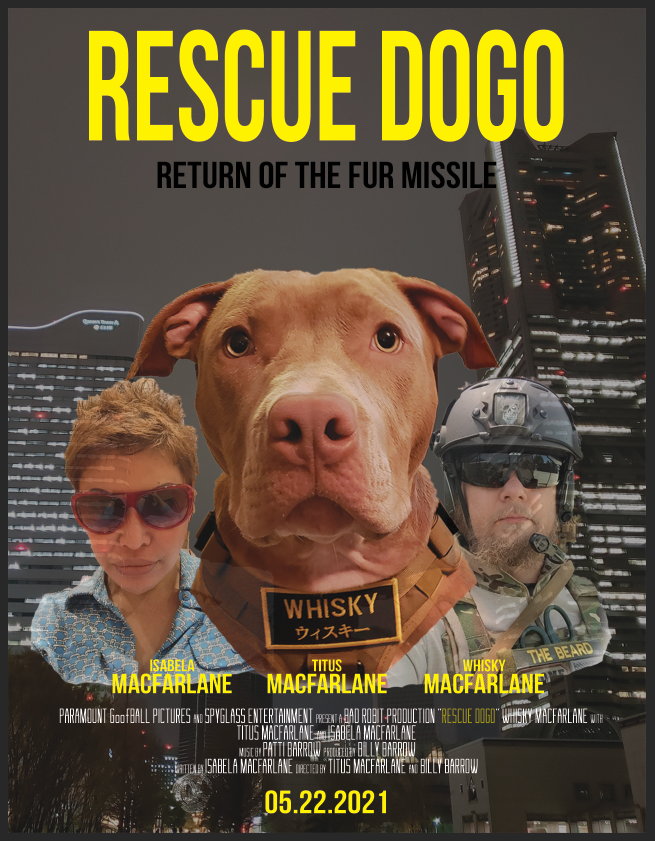 RESCUE DOGO
RETURN OF THE FUR MISSILE
WHISKY
ウィスキー
THE BEARD
ISABELA
MACFARLANE
TITUS
MACFARLANE
WHISKY
MACFARLANE
PARAMOUNT GooFBALL PICTURES AND SPYGLASS ENTERTAINMENT PRESENT A DAD ROBIT PRODUCTION "RESCUE DOGO" WHISKY MACFARLANE WITH
TITUS MACFARLANE AND ISABELA MACFARLANE
MUSIC BY PATTI BARROW PRODUCED BY BILLY BARROW
WRITTEN BY ISABELA MACFARLANE DIRECTED BY TITUS MACFARLANE AND BILLY BARROW
05.22.2021